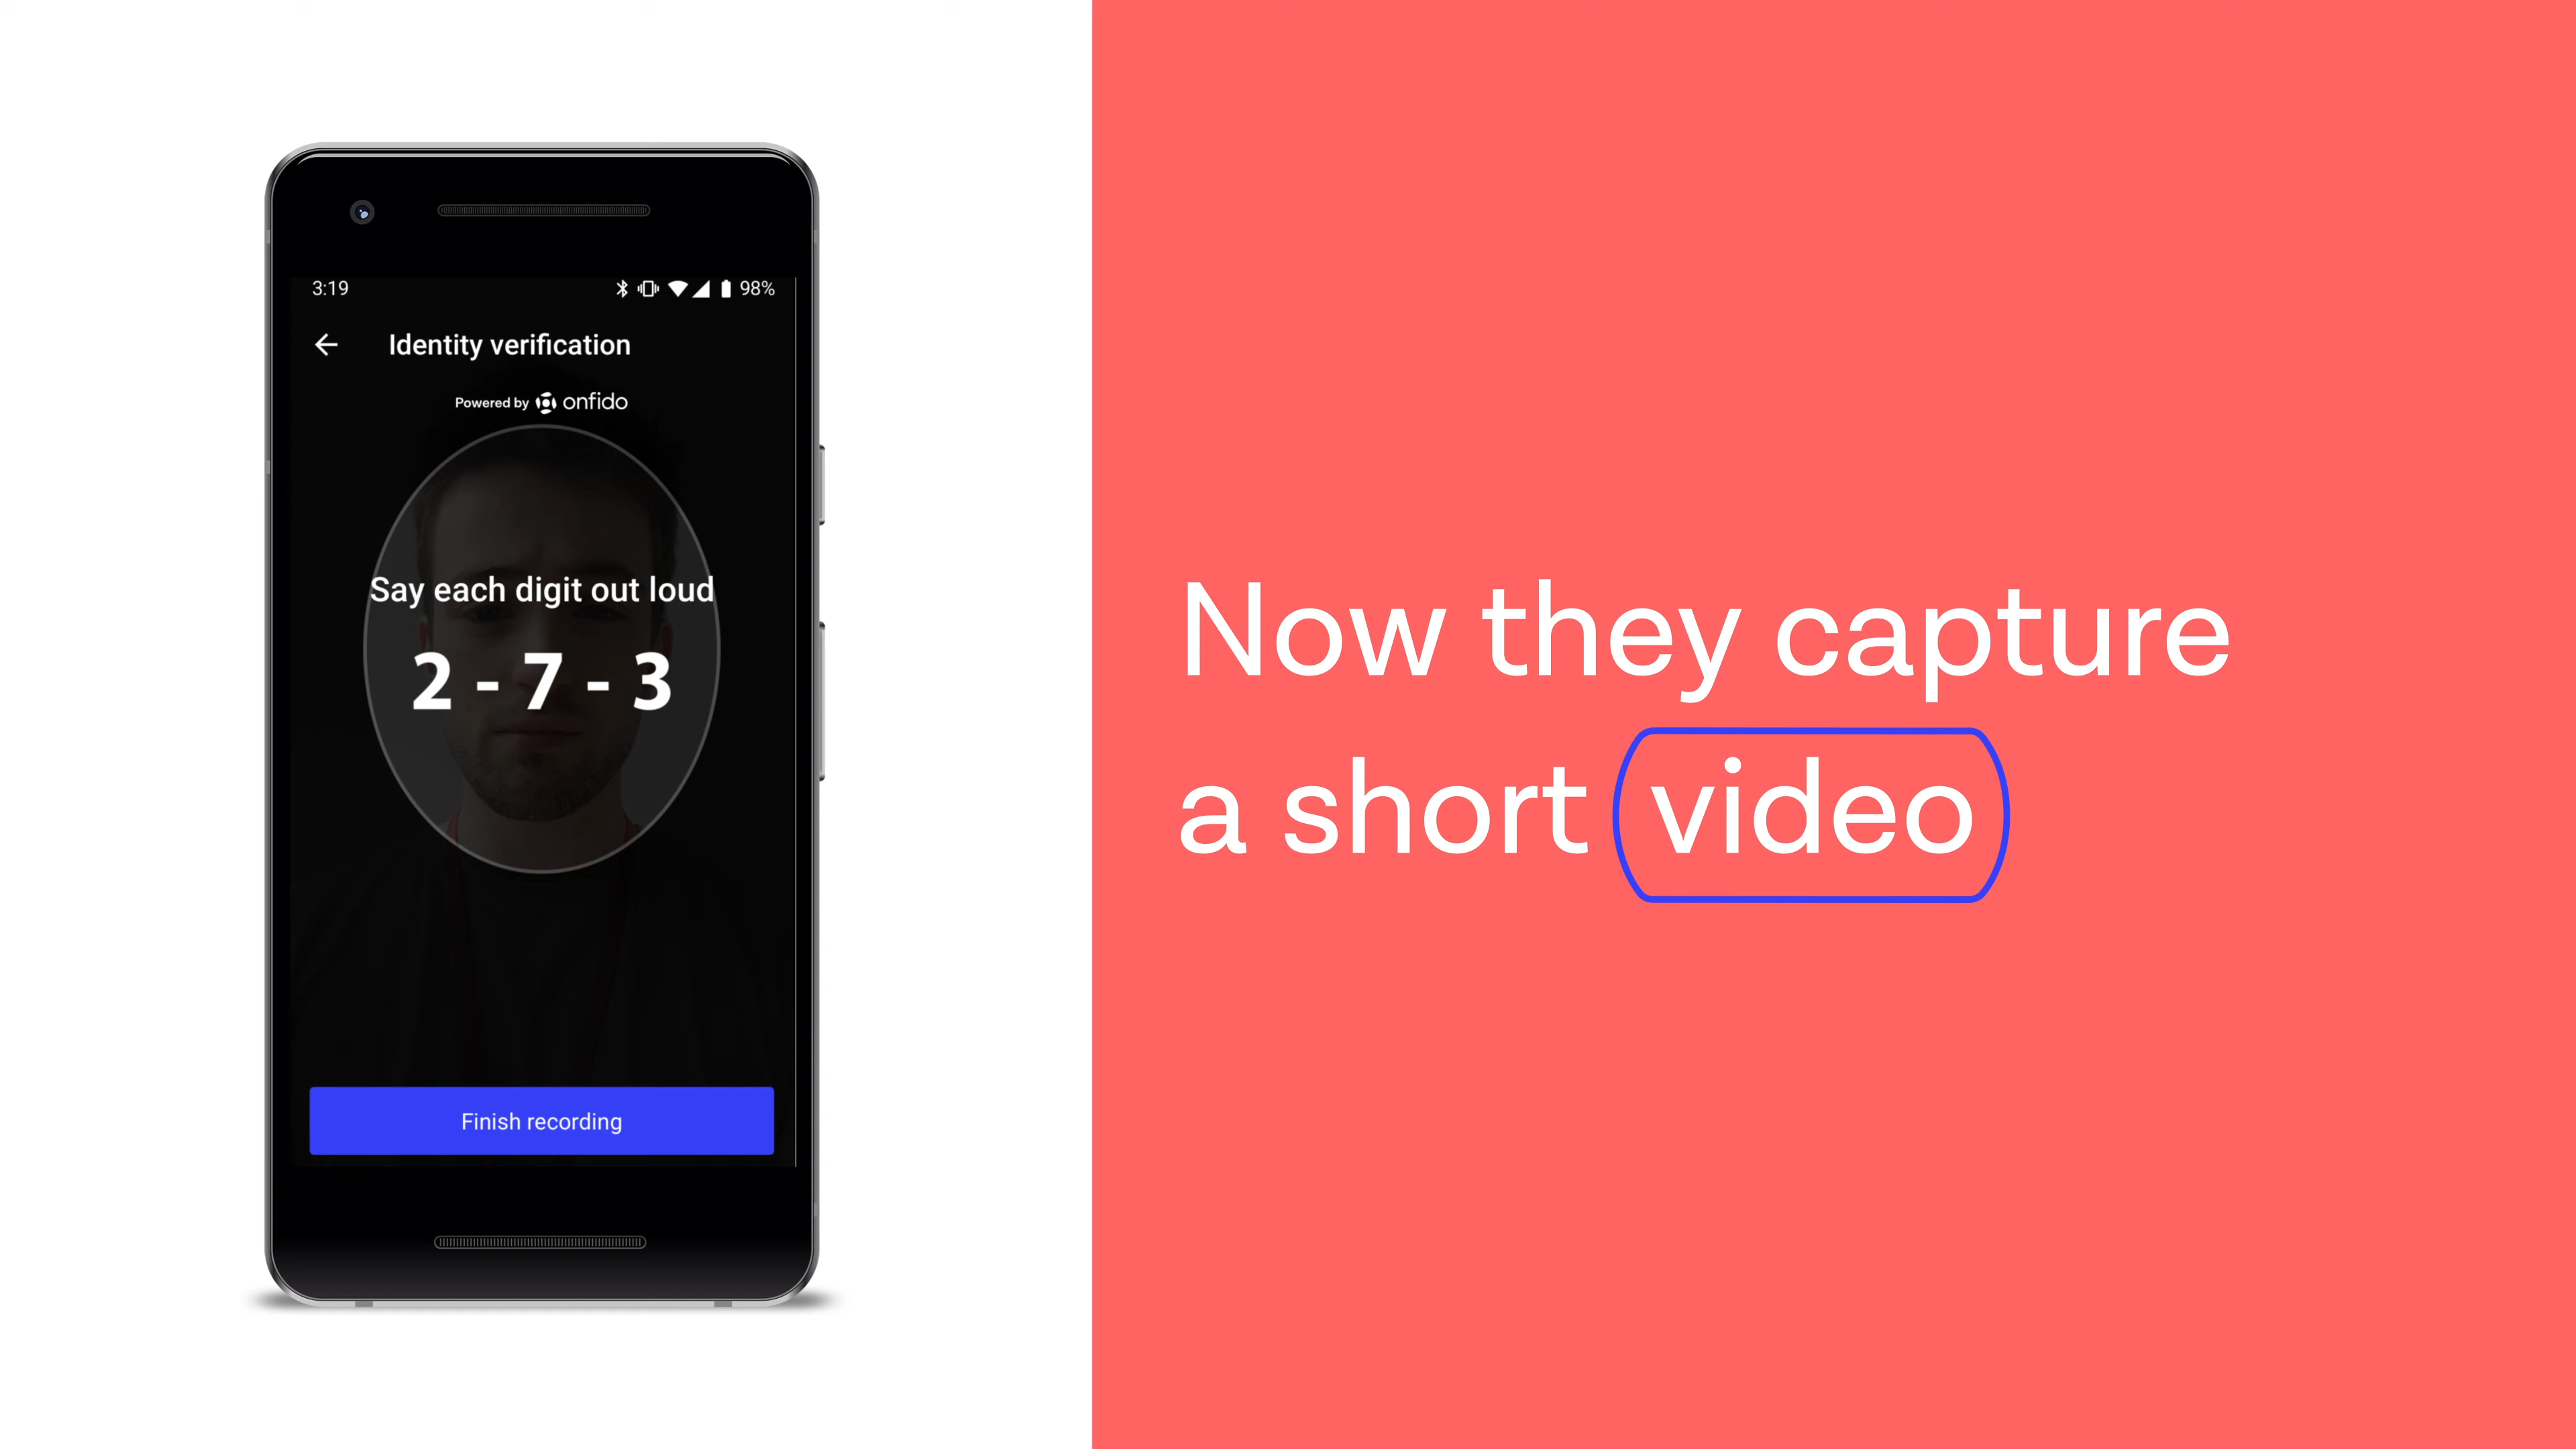 3:19 98%
Identity verification
Powered by onfido
Say each digit out loud
2 - 7 - 3
Finish recording
Now they capture
a short video